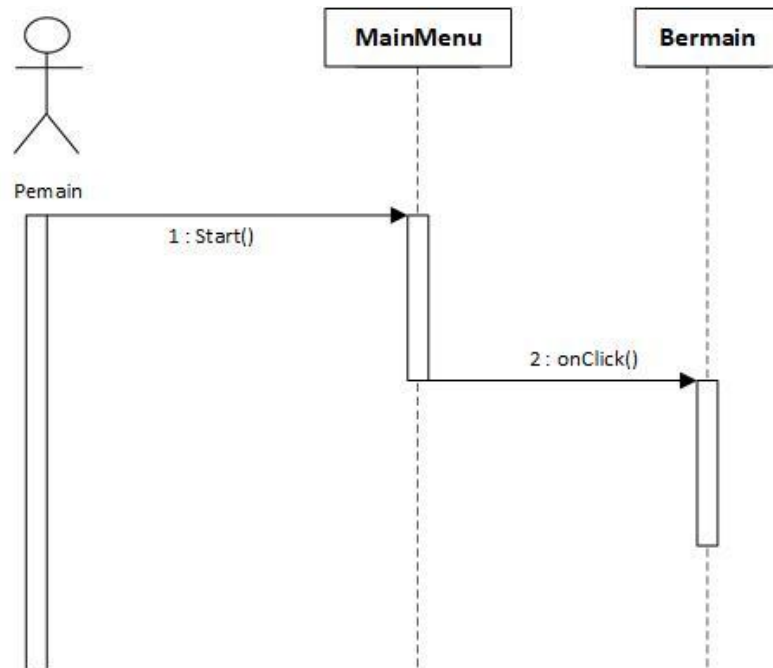 MainMenu
Bermain
Pemain
1 : Start()
2 : onClick()